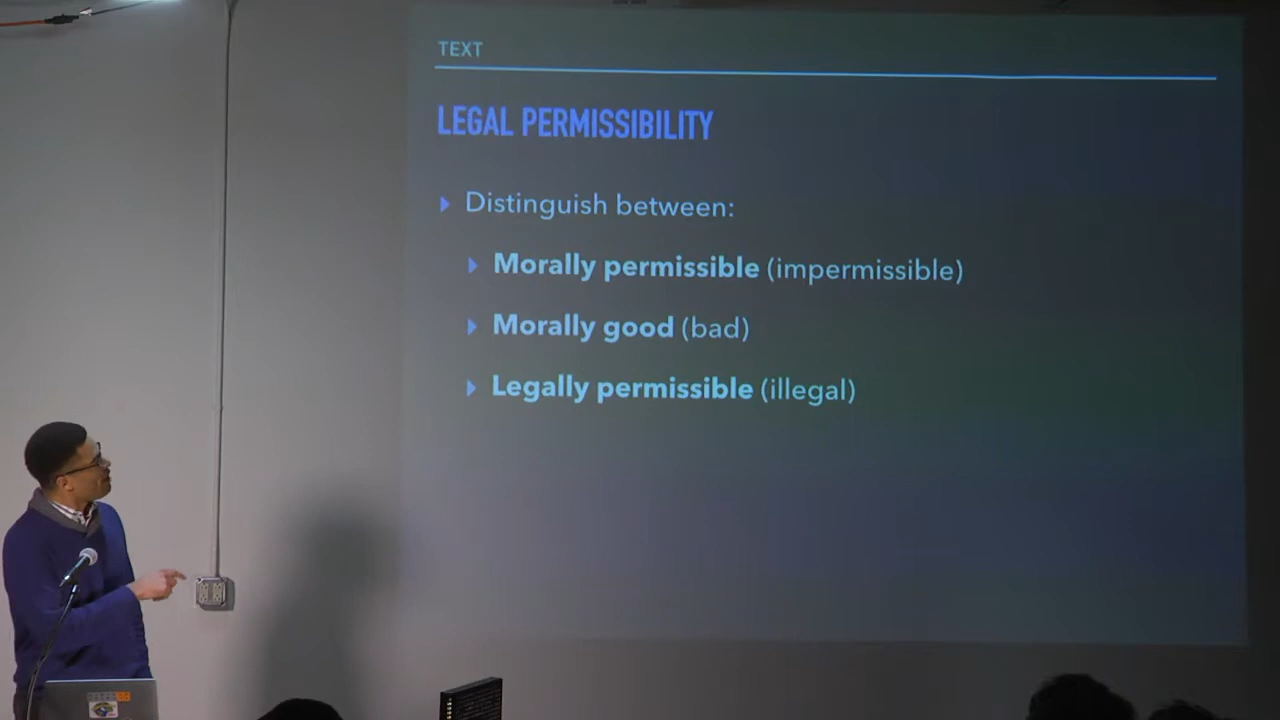 TEXT
LEGAL PERMISSIBILITY
Distinguish between:
Morally permissible (impermissible)
Morally good (bad)
Legally permissible (illegal)